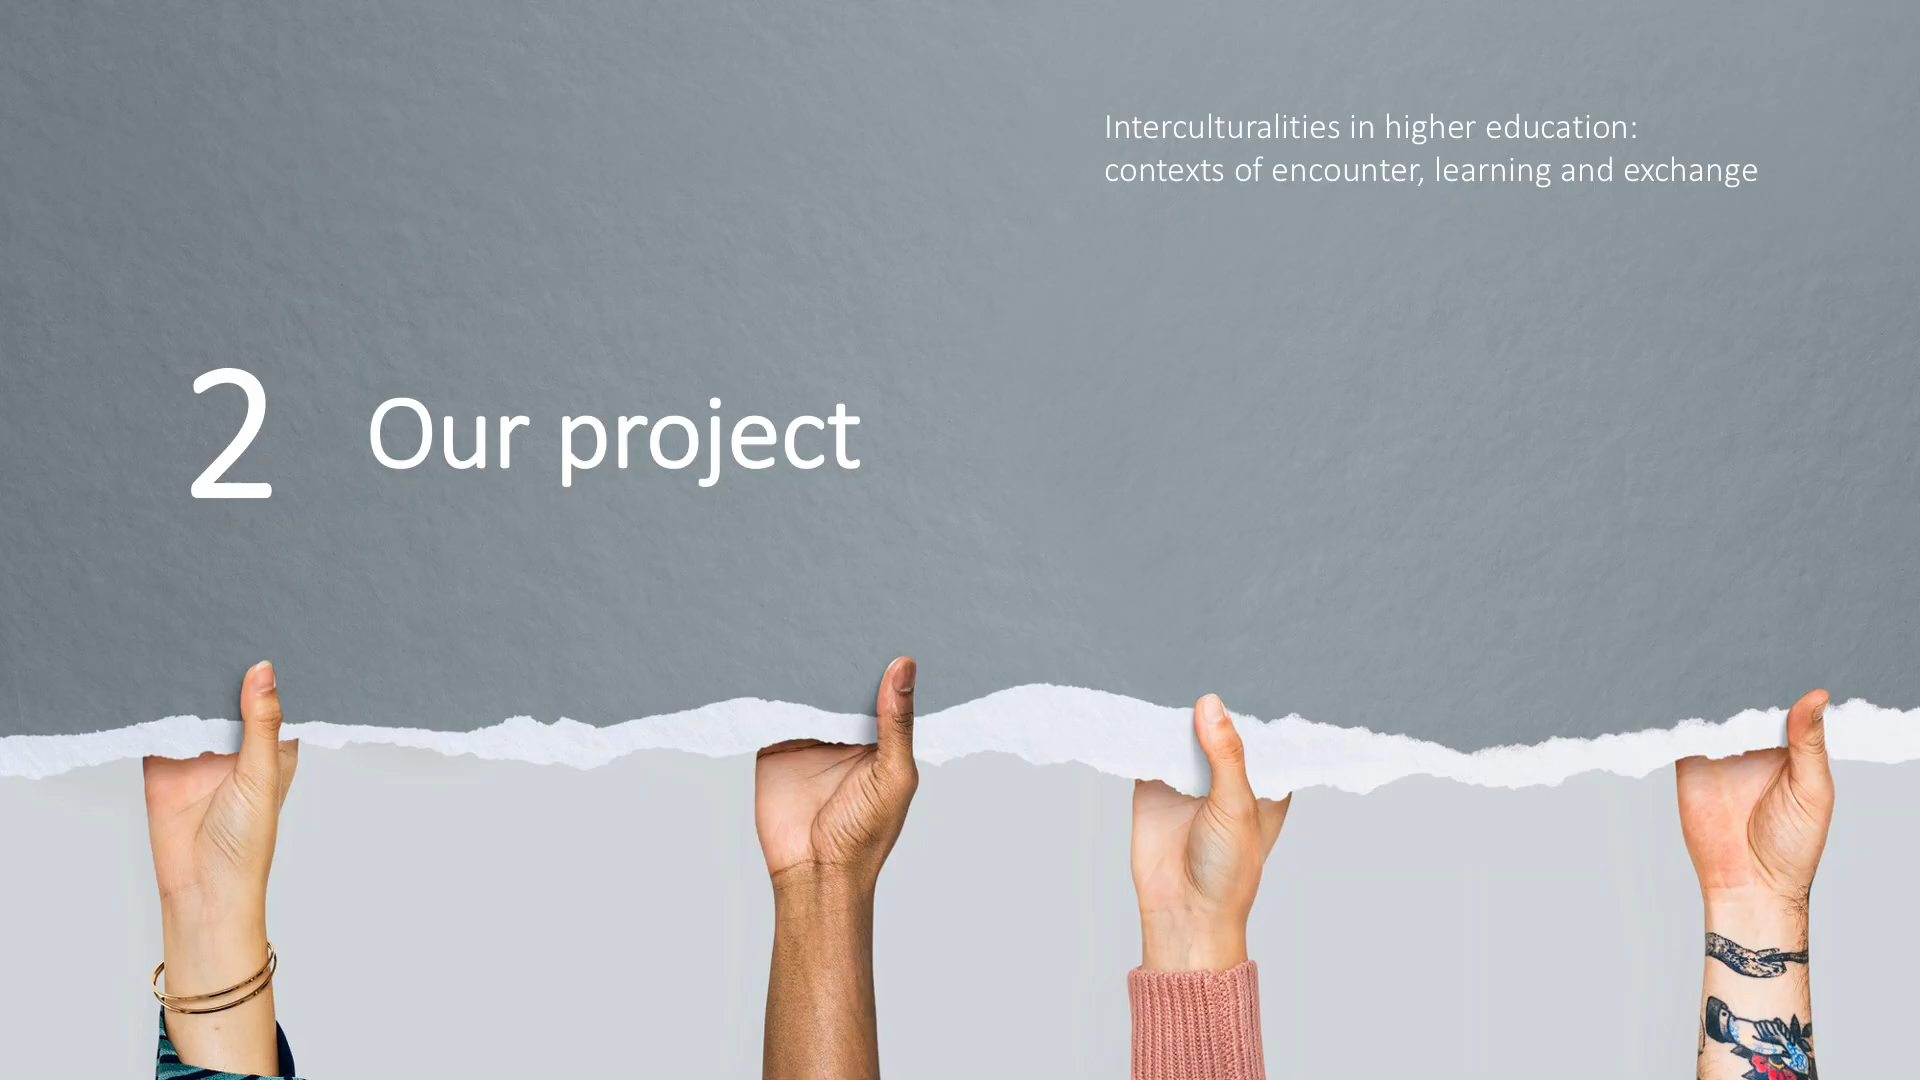 Interculturalities in higher education:
contexts of encounter, learning and exchange
2 Our project